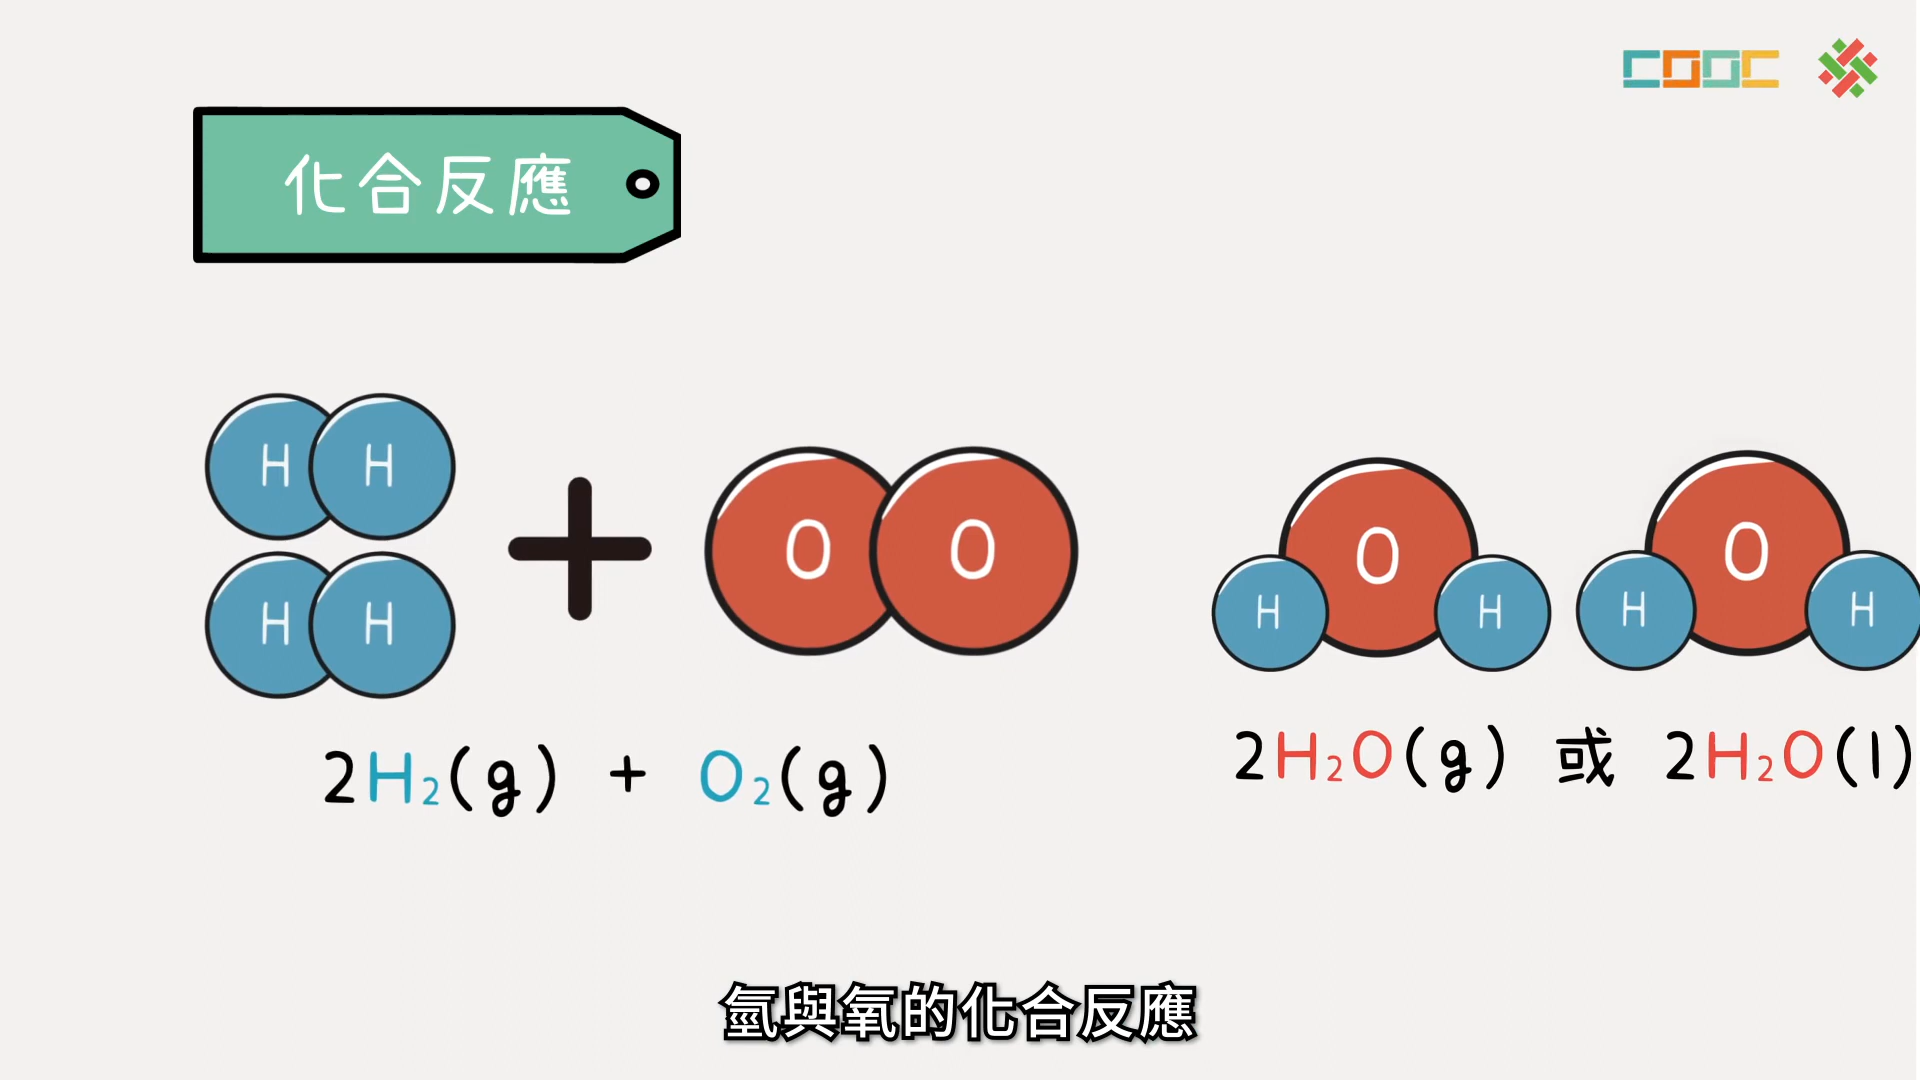 COOC
化合反應
H H
H H
O O
O
H H
O
H H
2H₂(g) + O₂(g)
2H₂O(g) 或 2H₂O(l)
氫與氧的化合反應